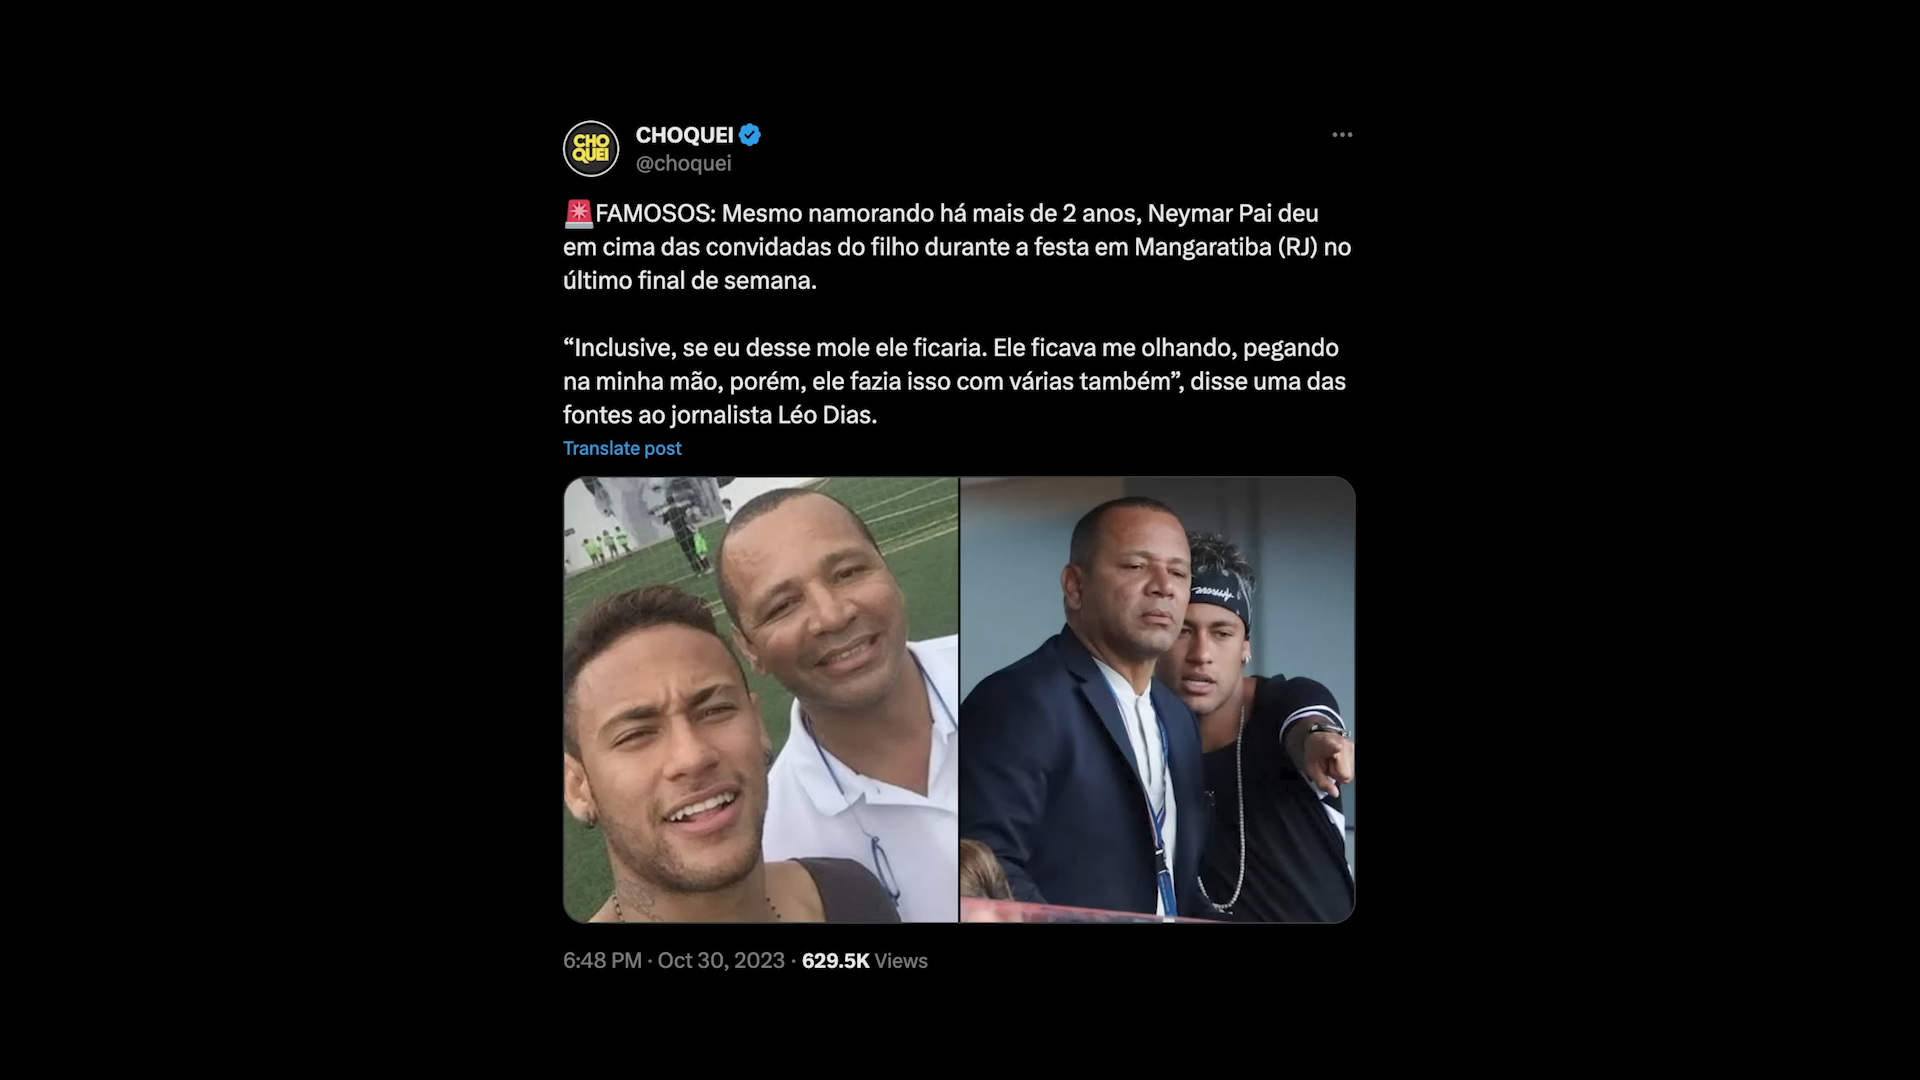 CHO
QUEI
CHOQUEI
@choquei
🚨FAMOSOS: Mesmo namorando há mais de 2 anos, Neymar Pai deu
em cima das convidadas do filho durante a festa em Mangaratiba (RJ) no
último final de semana.
“Inclusive, se eu desse mole ele ficaria. Ele ficava me olhando, pegando
na minha mão, porém, ele fazia isso com várias também”, disse uma das
fontes ao jornalista Léo Dias.
Translate post
6:48 PM · Oct 30, 2023 · 629.5K Views